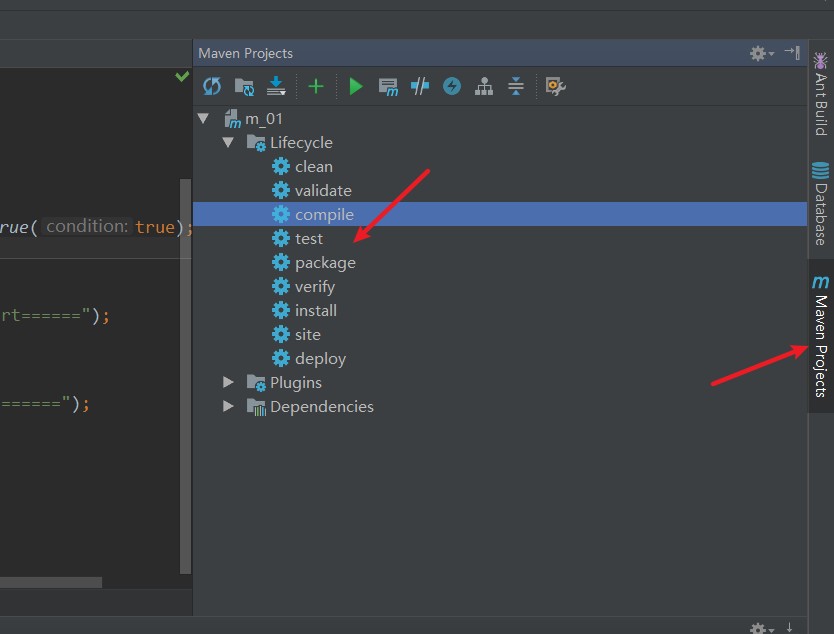 Maven Projects
m_01
Lifecycle
clean
validate
compile
test
package
verify
install
site
deploy
Plugins
Dependencies
rue( condition: true);
rt======");
======");
Ant Build
Database
m Maven Projects